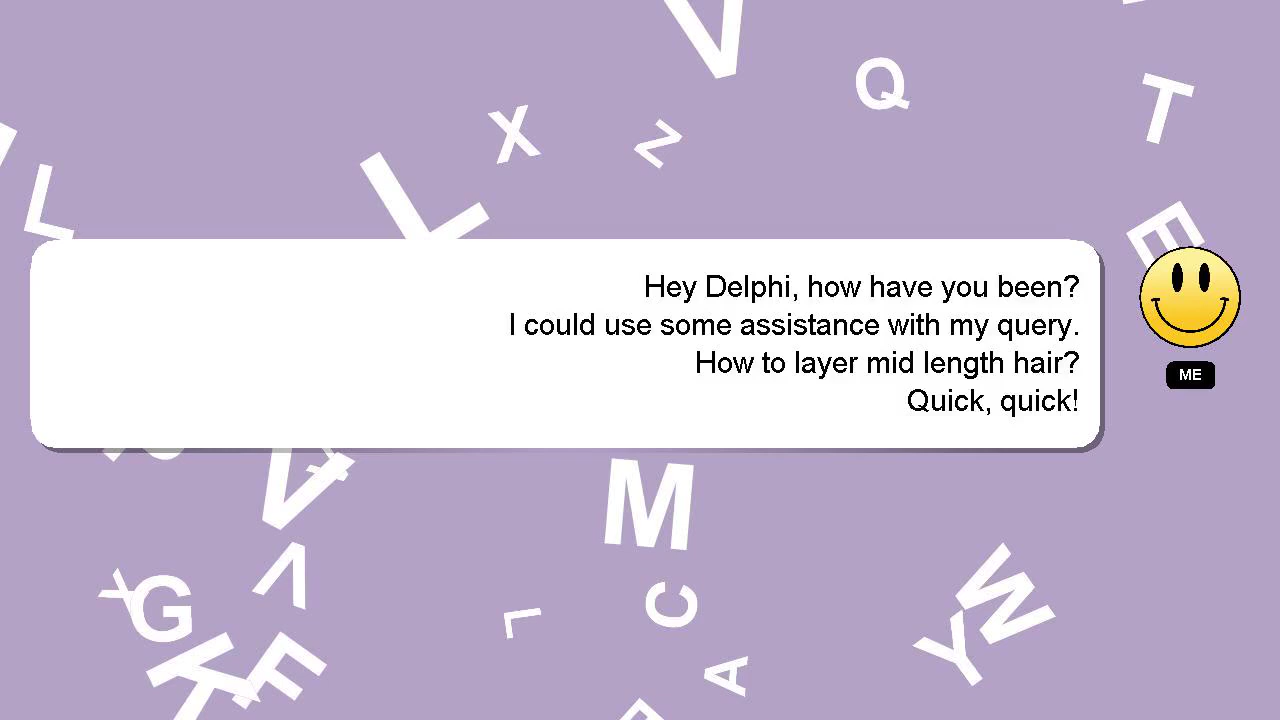 Hey Delphi, how have you been?
I could use some assistance with my query.
How to layer mid length hair?
Quick, quick!
ME
V
Q
T
X
Z
L
L
E
V
M
V
X
G
C
L
W
Y
K
F
A